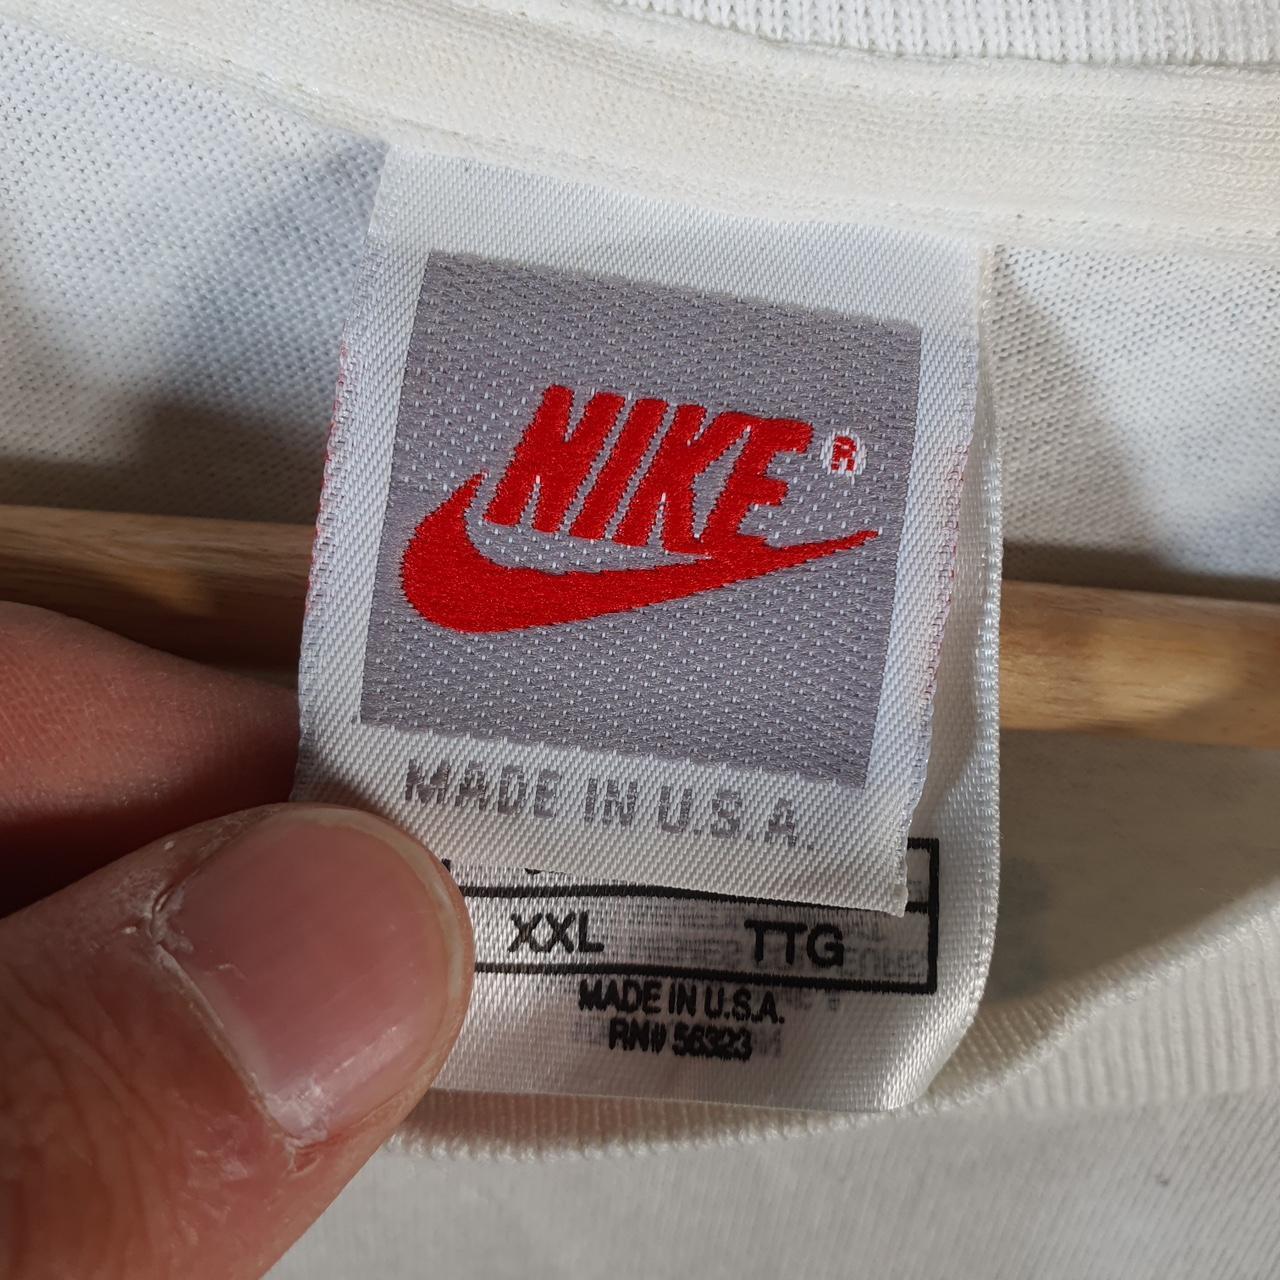 NIKE®
MADE IN U.S.A.
XXL TTG
MADE IN U.S.A.
RN# 56323